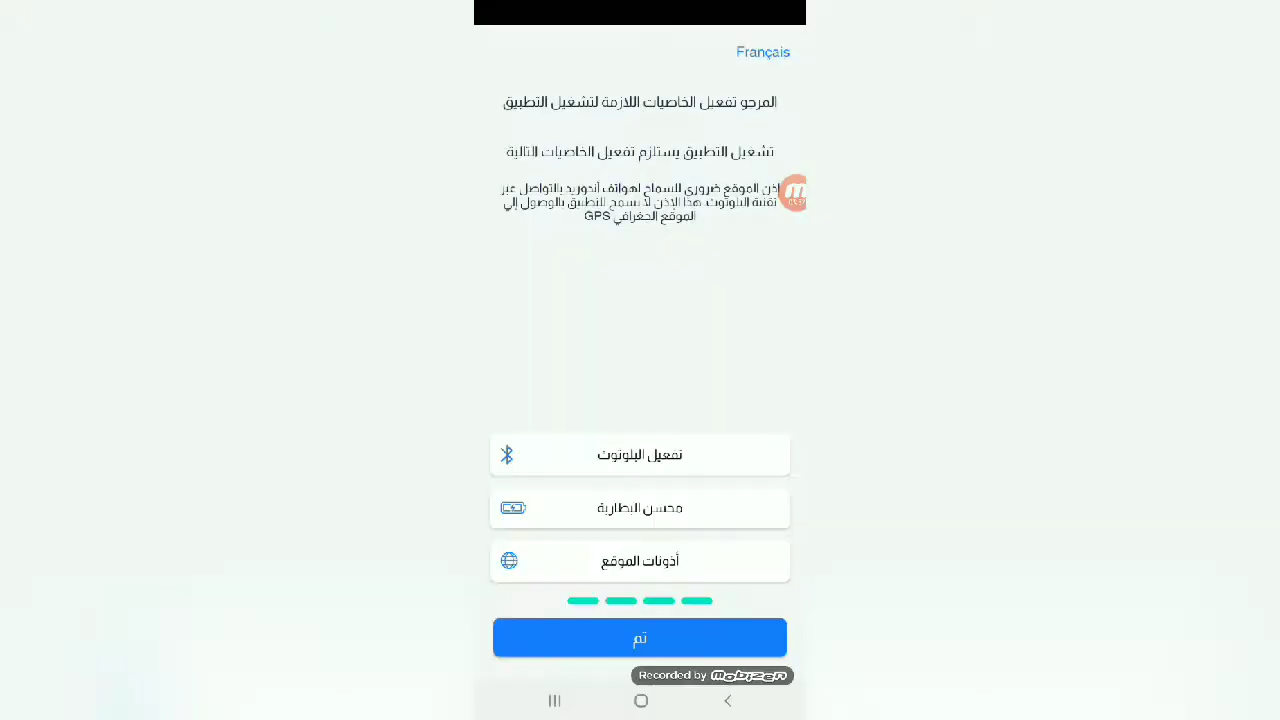 Français
المرجو تفعيل الخاصيات اللازمة لتشغيل التطبيق
تشغيل التطبيق يستلزم تفعيل الخاصيات التالية
إذن الموقع ضروري للسماح لهواتف أندوريد بالتواصل عبر
تقنية البلوتوث. هذا الإذن لا يسمح للتطبيق بالوصول إلى
الموقع الجغرافي GPS
تفعيل البلوتوث
محسن البطارية
أذونات الموقع
تم
Recorded by mobizen